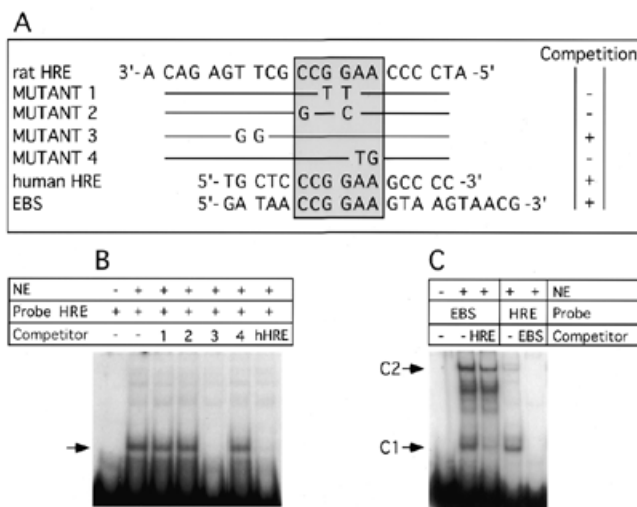 A
Competition
rat HRE 3'-A CAG AGT TCG CCG GAA CCC CTA -5'
MUTANT 1 T T -
MUTANT 2 G C -
MUTANT 3 G G +
MUTANT 4 TG -
human HRE 5'- TG CTC CCG GAA GCC CC -3' +
EBS 5'- GA TAA CCG GAA GTA AGTAACG -3' +
B
NE - + + + + + +
Probe HRE + + + + + + +
Competitor - - 1 2 3 4 hHRE
C
- + + + + NE
EBS HRE Probe
- - HRE - EBS Competitor
C2
C1